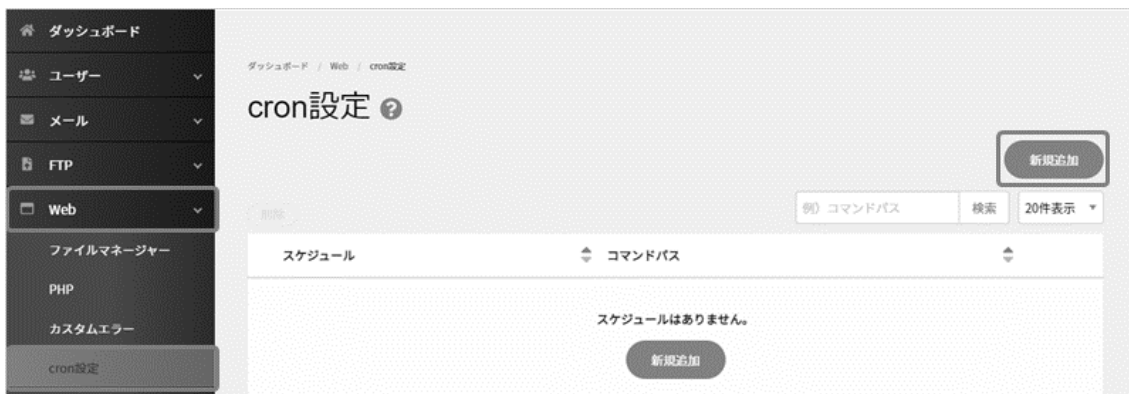 ダッシュボード
ユーザー
メール
FTP
Web
ファイルマネージャー
PHP
カスタムエラー
cron設定
ダッシュボード / Web / cron設定
cron設定 ?
新規追加
削除
例）コマンドパス
検索
20件表示
スケジュール
コマンドパス
スケジュールはありません。
新規追加